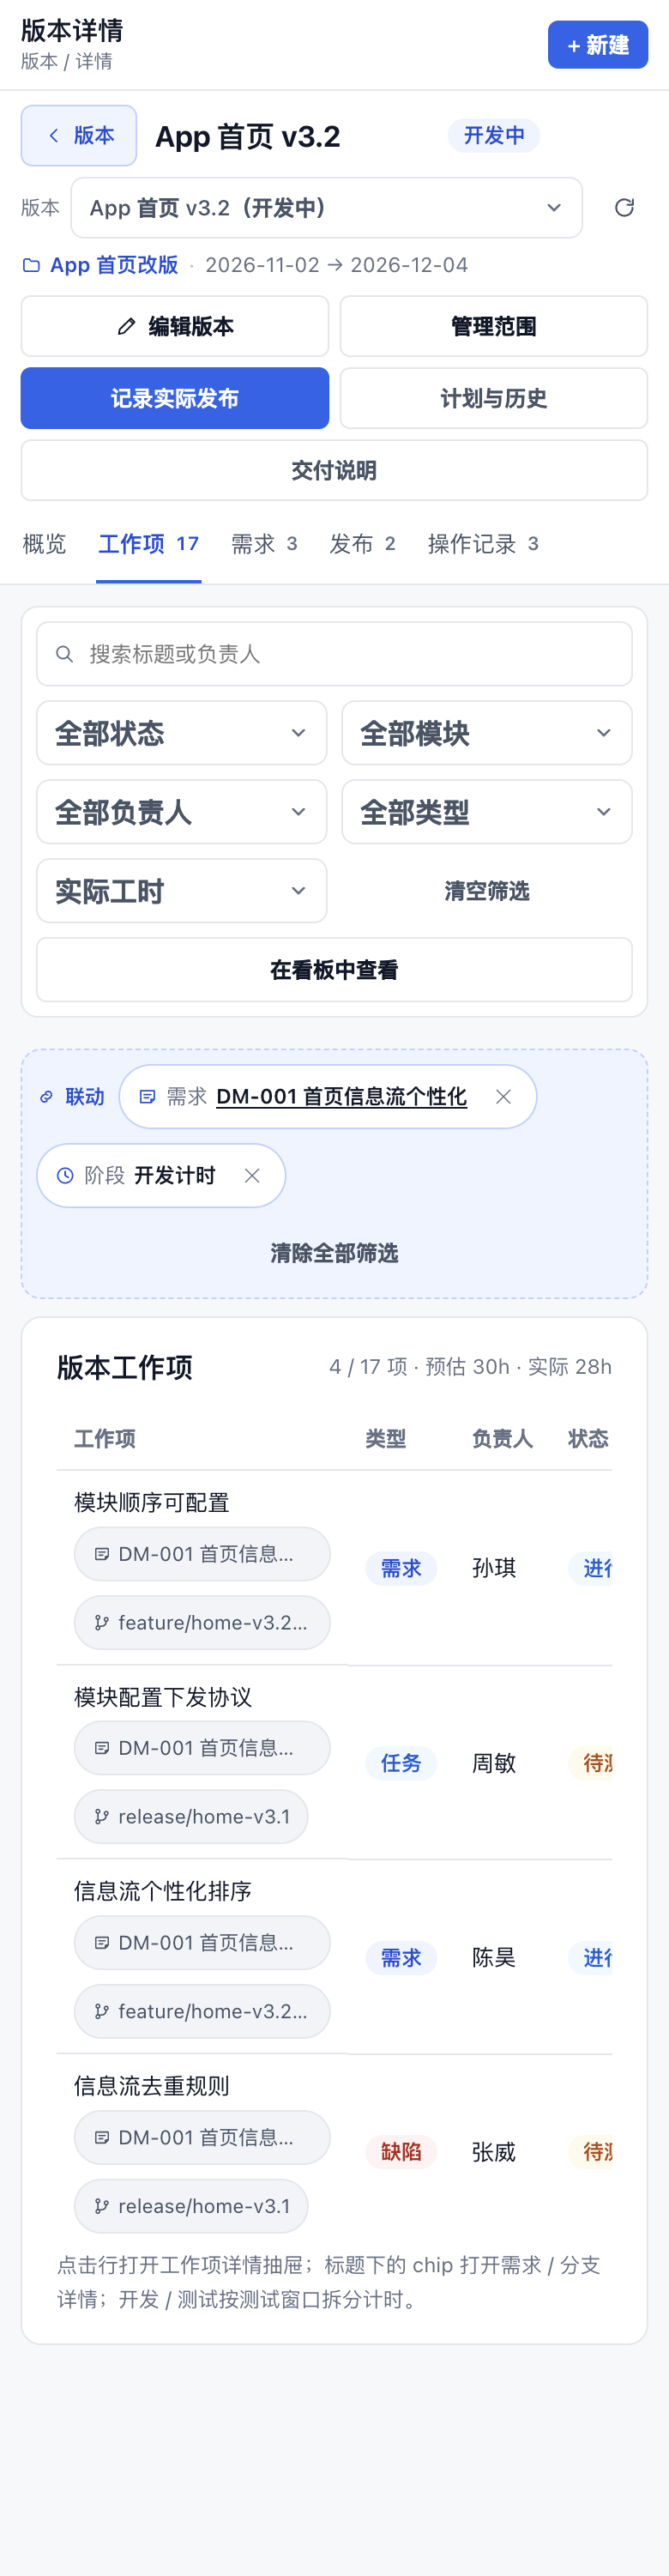 版本详情
版本 / 详情
+ 新建
版本
App 首页 v3.2
开发中
版本
App 首页 v3.2（开发中）
App 首页改版 · 2026-11-02 → 2026-12-04
编辑版本
管理范围
记录实际发布
计划与历史
交付说明
概览 工作项 17 需求 3 发布 2 操作记录 3
搜索标题或负责人
全部状态
全部模块
全部负责人
全部类型
实际工时
清空筛选
在看板中查看
联动
需求 DM-001 首页信息流个性化
阶段 开发计时
清除全部筛选
版本工作项
4 / 17 项 · 预估 30h · 实际 28h
工作项 类型 负责人 状态
模块顺序可配置
DM-001 首页信息...
feature/home-v3.2...
需求 孙琪 进行
模块配置下发协议
DM-001 首页信息...
release/home-v3.1
任务 周敏 待
信息流个性化排序
DM-001 首页信息...
feature/home-v3.2...
需求 陈昊 进行
信息流去重规则
DM-001 首页信息...
release/home-v3.1
缺陷 张威 待
点击行打开工作项详情抽屉；标题下的 chip 打开需求 / 分支
详情；开发 / 测试按测试窗口拆分计时。